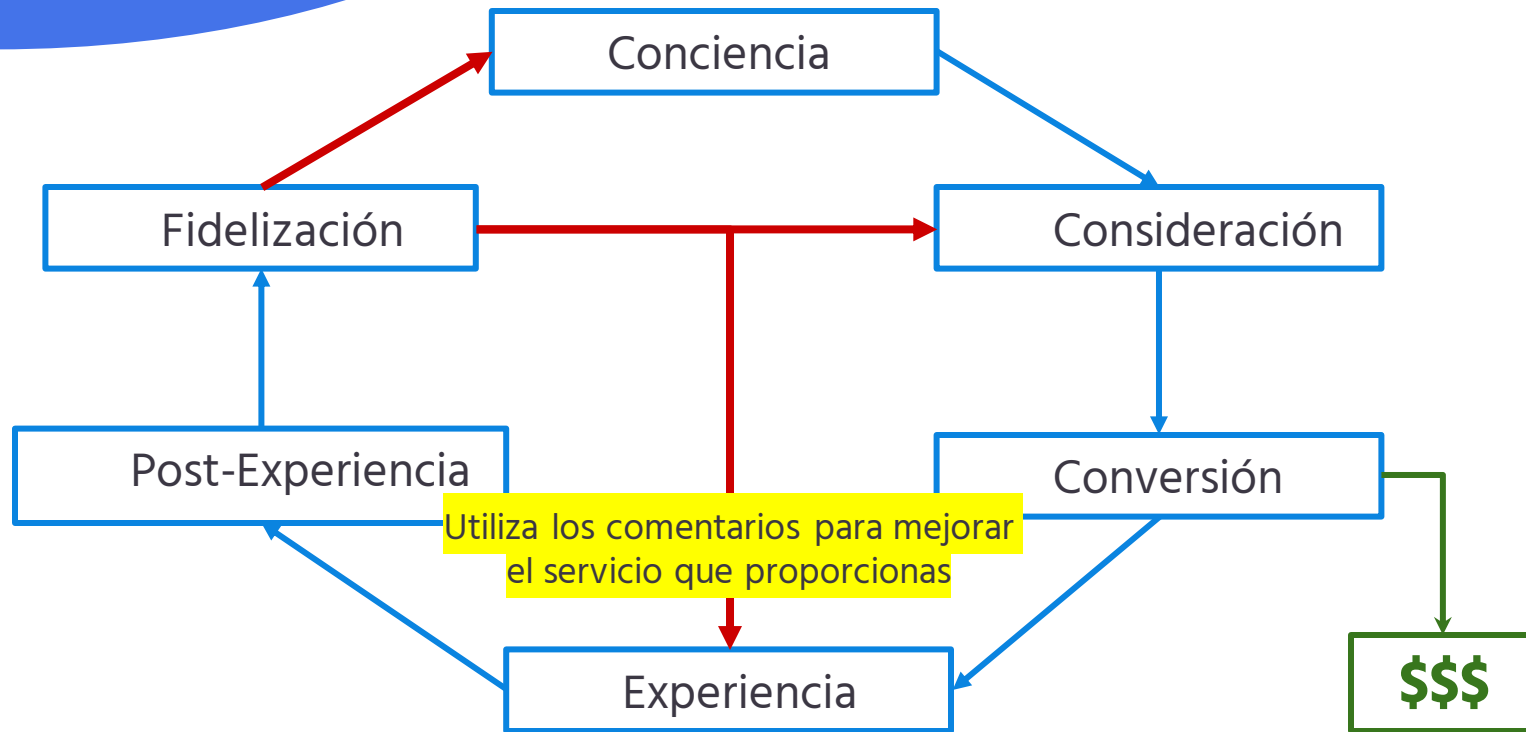 Conciencia
Fidelización
Consideración
Post-Experiencia
Conversión
Utiliza los comentarios para mejorar
el servicio que proporcionas
Experiencia
$$$